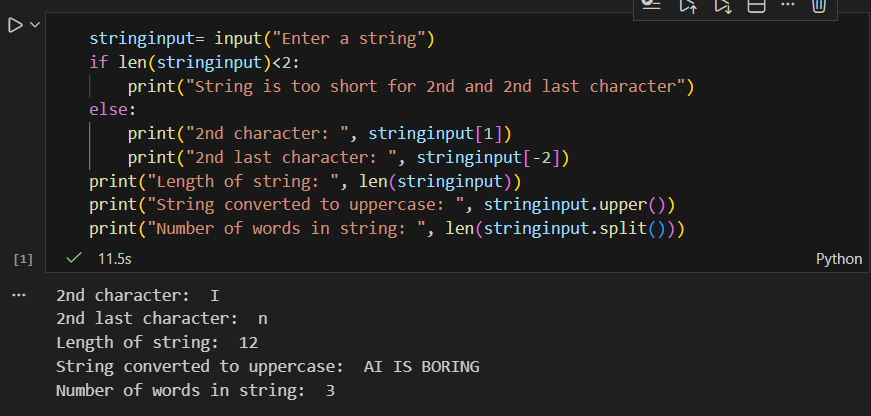 stringinput= input("Enter a string")
if len(stringinput)<2:
    print("String is too short for 2nd and 2nd last character")
else:
    print("2nd character: ", stringinput[1])
    print("2nd last character: ", stringinput[-2])
print("Length of string: ", len(stringinput))
print("String converted to uppercase: ", stringinput.upper())
print("Number of words in string: ", len(stringinput.split()))
[1] 11.5s Python
2nd character:  I
2nd last character:  n
Length of string:  12
String converted to uppercase:  AI IS BORING
Number of words in string:  3